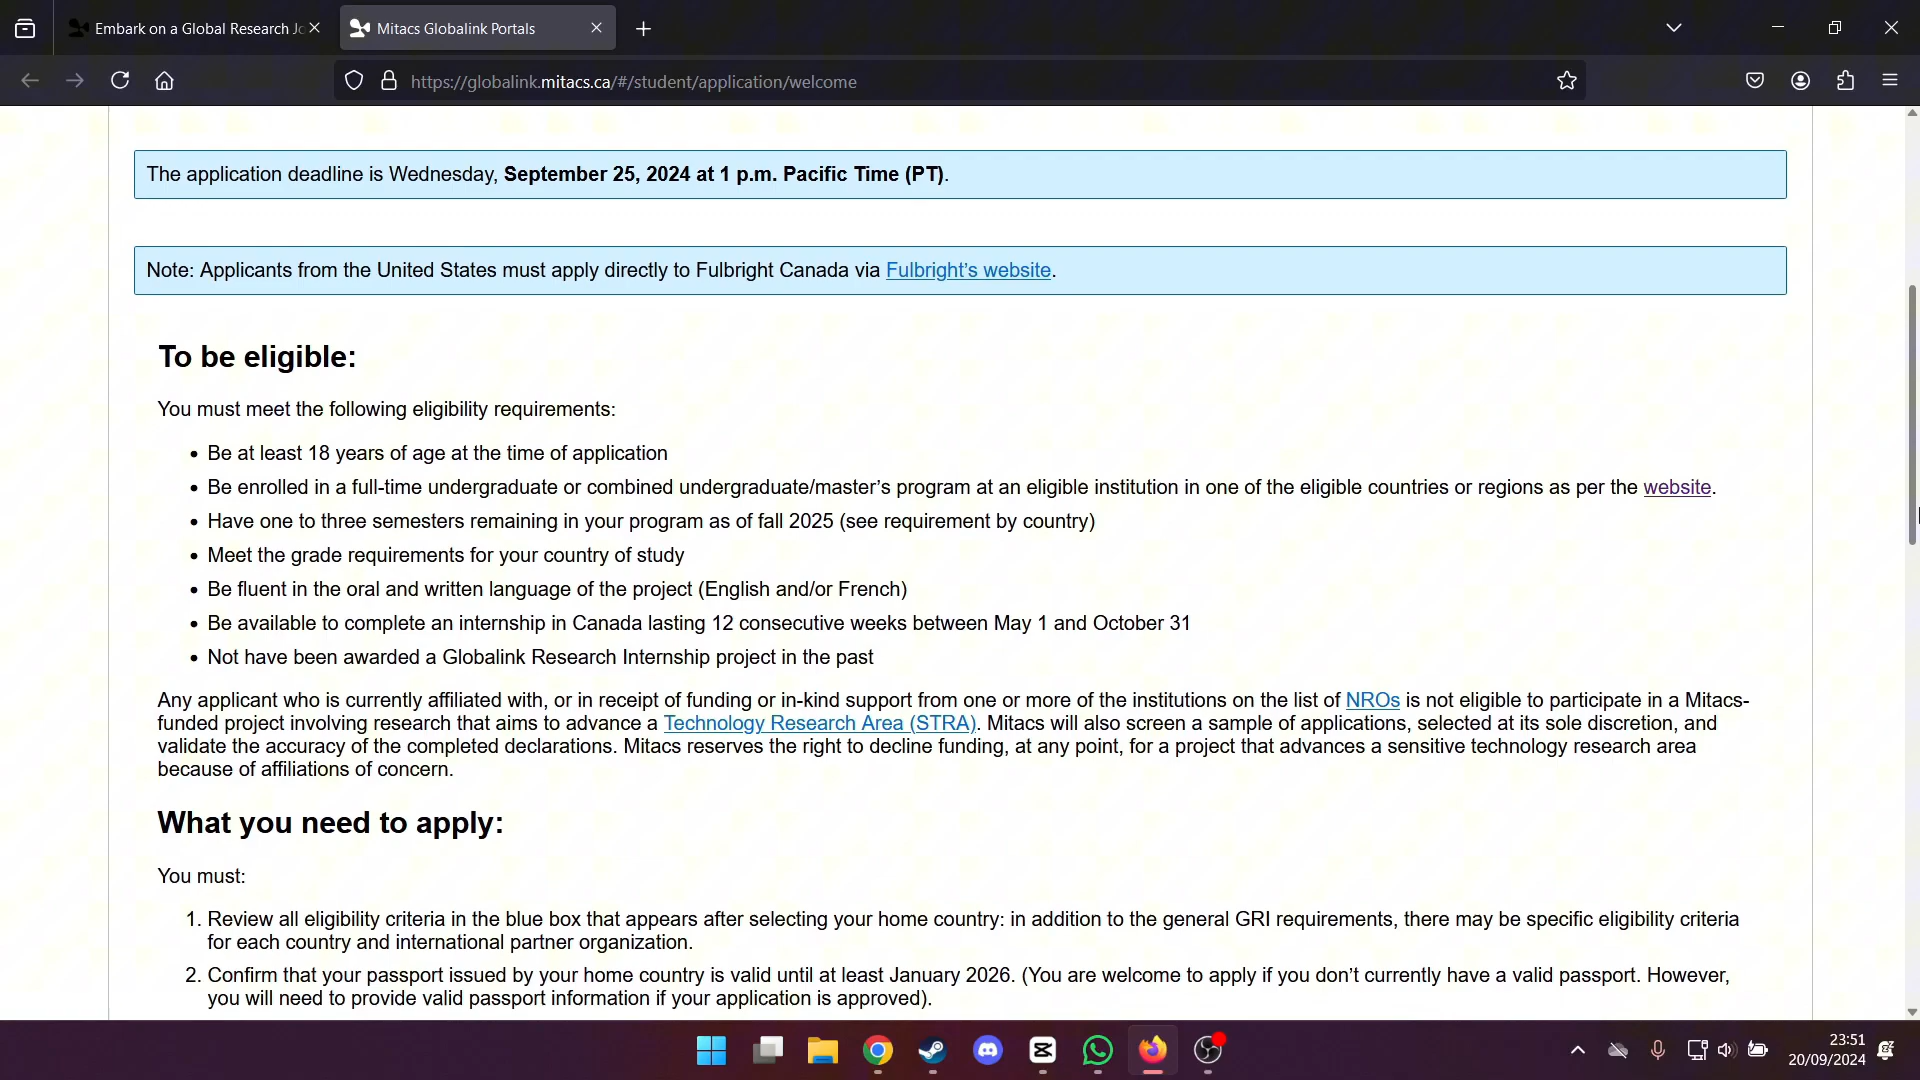 Embark on a Global Research Jo
Mitacs Globalink Portals
https://globalink.mitacs.ca/#/student/application/welcome
The application deadline is Wednesday, September 25, 2024 at 1 p.m. Pacific Time (PT).
Note: Applicants from the United States must apply directly to Fulbright Canada via Fulbright’s website.
To be eligible:
You must meet the following eligibility requirements:
• Be at least 18 years of age at the time of application
• Be enrolled in a full-time undergraduate or combined undergraduate/master’s program at an eligible institution in one of the eligible countries or regions as per the website.
• Have one to three semesters remaining in your program as of fall 2025 (see requirement by country)
• Meet the grade requirements for your country of study
• Be fluent in the oral and written language of the project (English and/or French)
• Be available to complete an internship in Canada lasting 12 consecutive weeks between May 1 and October 31
• Not have been awarded a Globalink Research Internship project in the past
Any applicant who is currently affiliated with, or in receipt of funding or in-kind support from one or more of the institutions on the list of NROs is not eligible to participate in a Mitacs-
funded project involving research that aims to advance a Technology Research Area (STRA). Mitacs will also screen a sample of applications, selected at its sole discretion, and
validate the accuracy of the completed declarations. Mitacs reserves the right to decline funding, at any point, for a project that advances a sensitive technology research area
because of affiliations of concern.
What you need to apply:
You must:
1. Review all eligibility criteria in the blue box that appears after selecting your home country: in addition to the general GRI requirements, there may be specific eligibility criteria
for each country and international partner organization.
2. Confirm that your passport issued by your home country is valid until at least January 2026. (You are welcome to apply if you don’t currently have a valid passport. However,
you will need to provide valid passport information if your application is approved).
23:51
20/09/2024